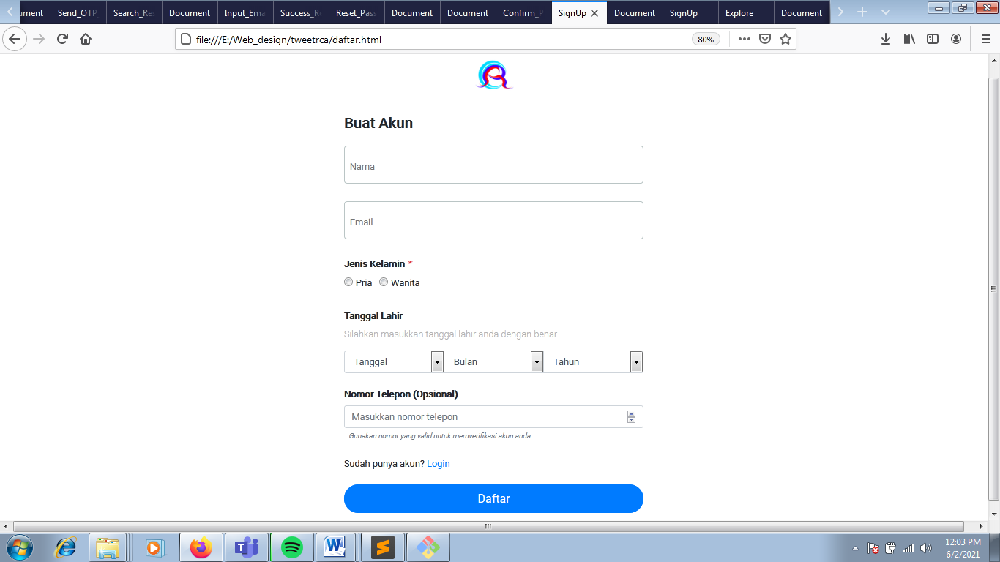 ument Send_OTP Search_Re Document Input_Ema Success_R Reset_Pass Document Document Confirm_P SignUp Document SignUp Explore Document
file:///E:/Web_design/tweetrca/daftar.html 80%
Buat Akun
Nama
Email
Jenis Kelamin *
Pria Wanita
Tanggal Lahir
Silahkan masukkan tanggal lahir anda dengan benar.
Tanggal Bulan Tahun
Nomor Telepon (Opsional)
Masukkan nomor telepon
Gunakan nomor yang valid untuk memverifikasi akun anda .
Sudah punya akun? Login
Daftar
12:03 PM
6/2/2021